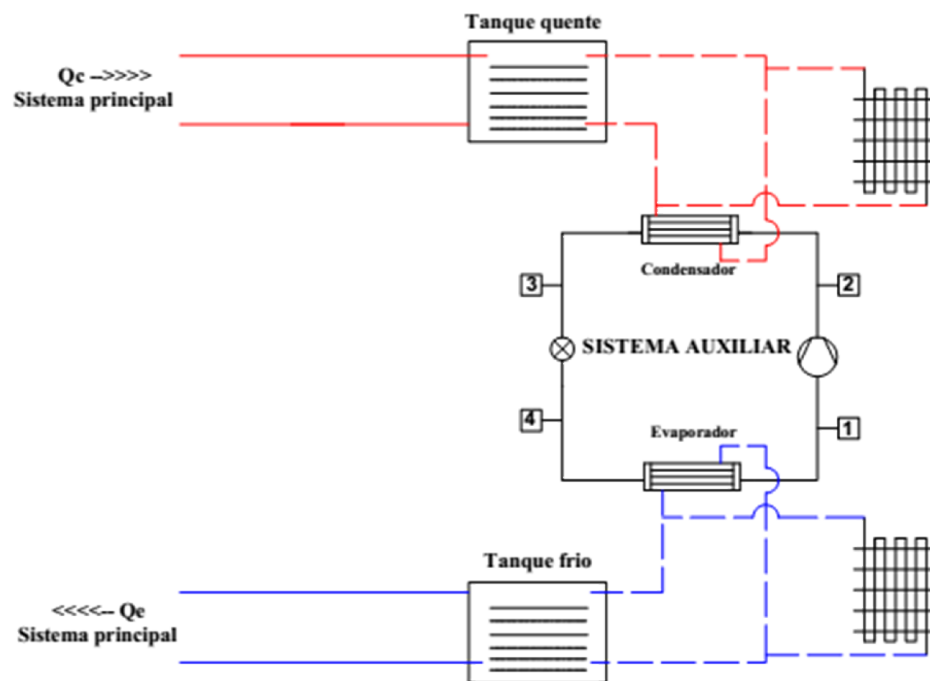 Tanque quente
Qc -->>>>
Sistema principal
Condensador
3
2
SISTEMA AUXILIAR
4
1
Evaporador
Tanque frio
<<<<-- Qe
Sistema principal